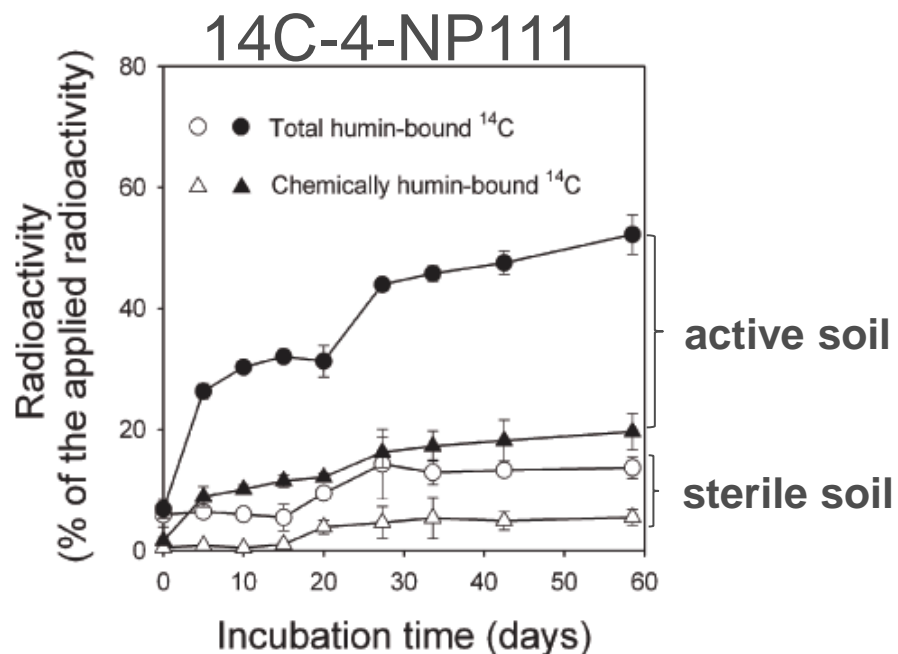 14C-4-NP111
80
60
40
20
0
Radioactivity
(% of the applied radioactivity)
○ ● Total humin-bound ¹⁴C
△ ▲ Chemically humin-bound ¹⁴C
active soil
sterile soil
0 10 20 30 40 50 60
Incubation time (days)